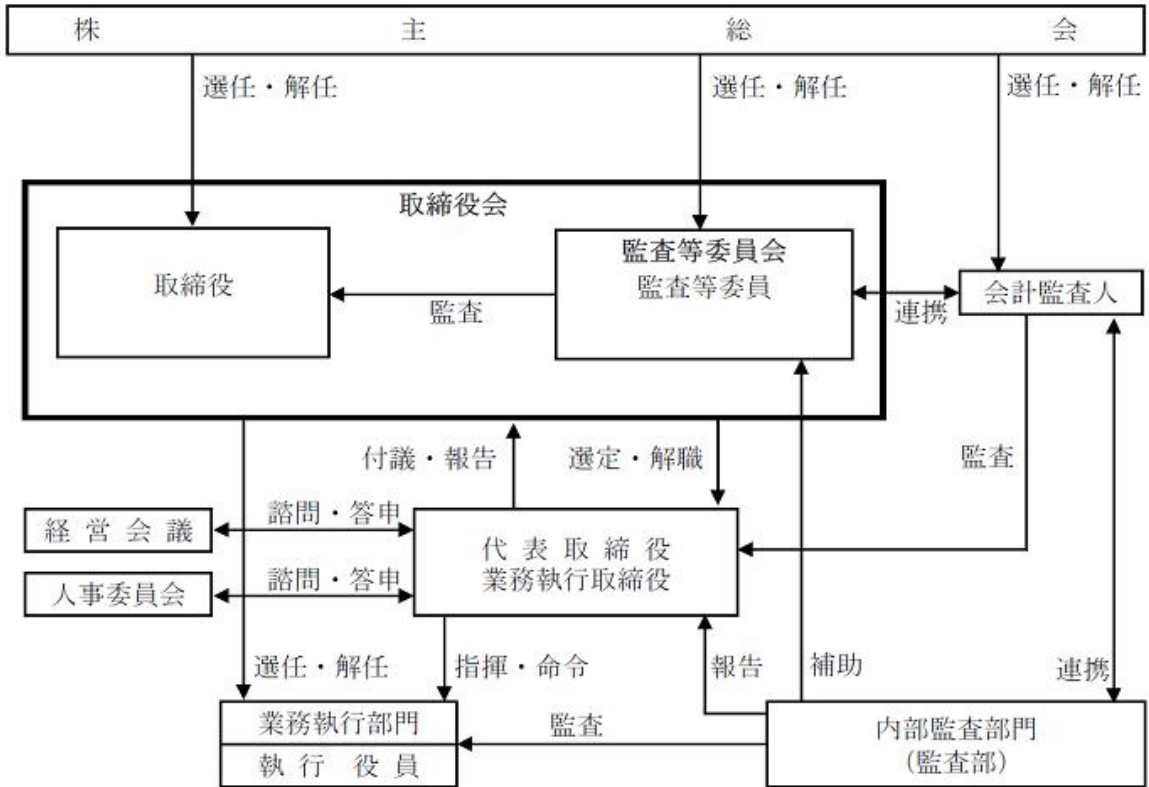 株 主 総 会
選任・解任
選任・解任
選任・解任
取締役会
取締役
監査
監査等委員会
監査等委員
連携
会計監査人
付議・報告
選定・解職
監査
経 営 会 議
諮問・答申
代 表 取 締 役
業務執行取締役
人事委員会
諮問・答申
選任・解任
指揮・命令
報告
補助
連携
業務執行部門
執 行 役 員
監査
内部監査部門
(監査部)